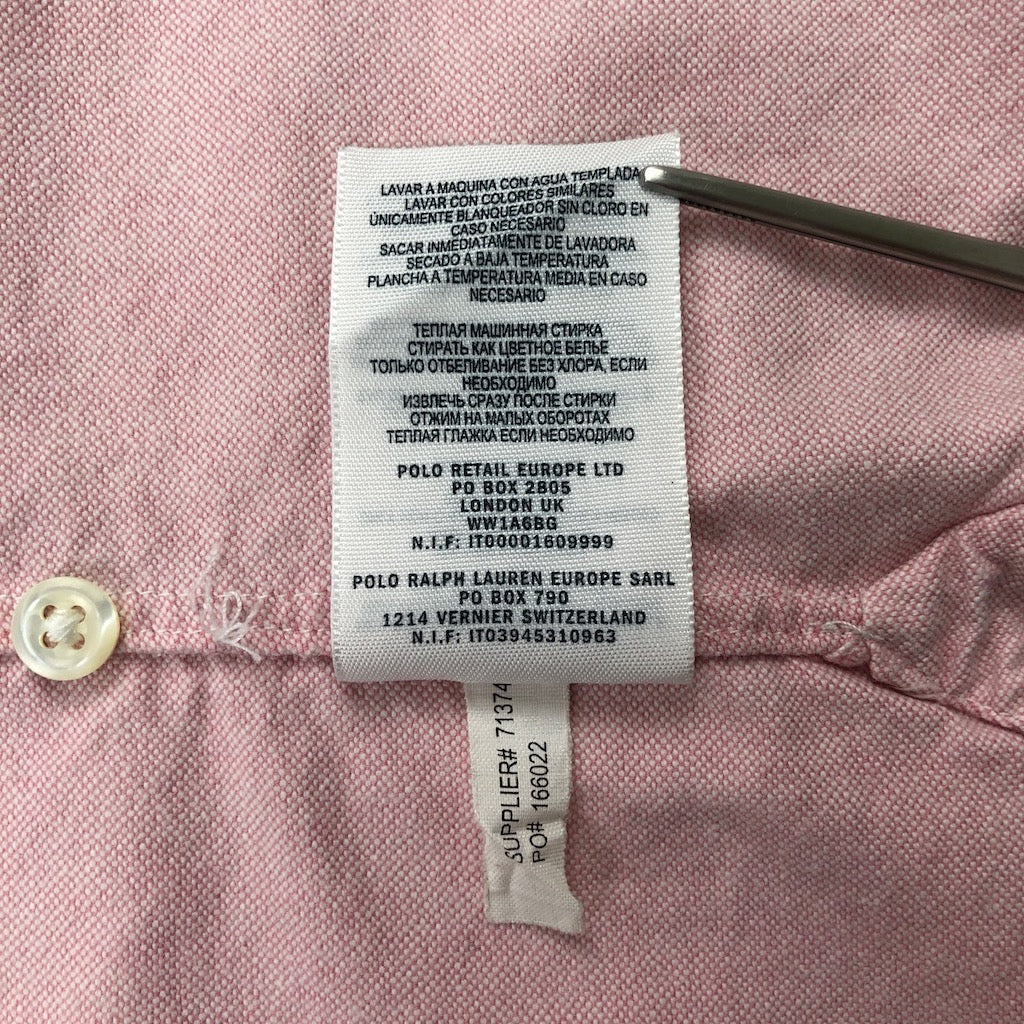 LAVAR A MAQUINA CON AGUA TEMPLADA
LAVAR CON COLORES SIMILARES
ÚNICAMENTE BLANQUEADOR SIN CLORO EN
CASO NECESARIO
SACAR INMEDIATAMENTE DE LAVADORA
SECADO A BAJA TEMPERATURA
PLANCHA A TEMPERATURA MEDIA EN CASO
NECESARIO
ТЕПЛАЯ МАШИННАЯ СТИРКА
СТИРАТЬ КАК ЦВЕТНОЕ БЕЛЬЕ
ТОЛЬКО ОТБЕЛИВАНИЕ БЕЗ ХЛОРА, ЕСЛИ
НЕОБХОДИМО
ИЗВЛЕЧЬ СРАЗУ ПОСЛЕ СТИРКИ
ОТЖИМ НА МАЛЫХ ОБОРОТАХ
ТЕПЛАЯ ГЛАЖКА ЕСЛИ НЕОБХОДИМО
POLO RETAIL EUROPE LTD
PO BOX 2805
LONDON UK
WW1A6BG
N.I.F: IT00001609999
POLO RALPH LAUREN EUROPE SARL
PO BOX 790
1214 VERNIER SWITZERLAND
N.I.F: IT03945310963
SUPPLIER# 71374
PO# 166022